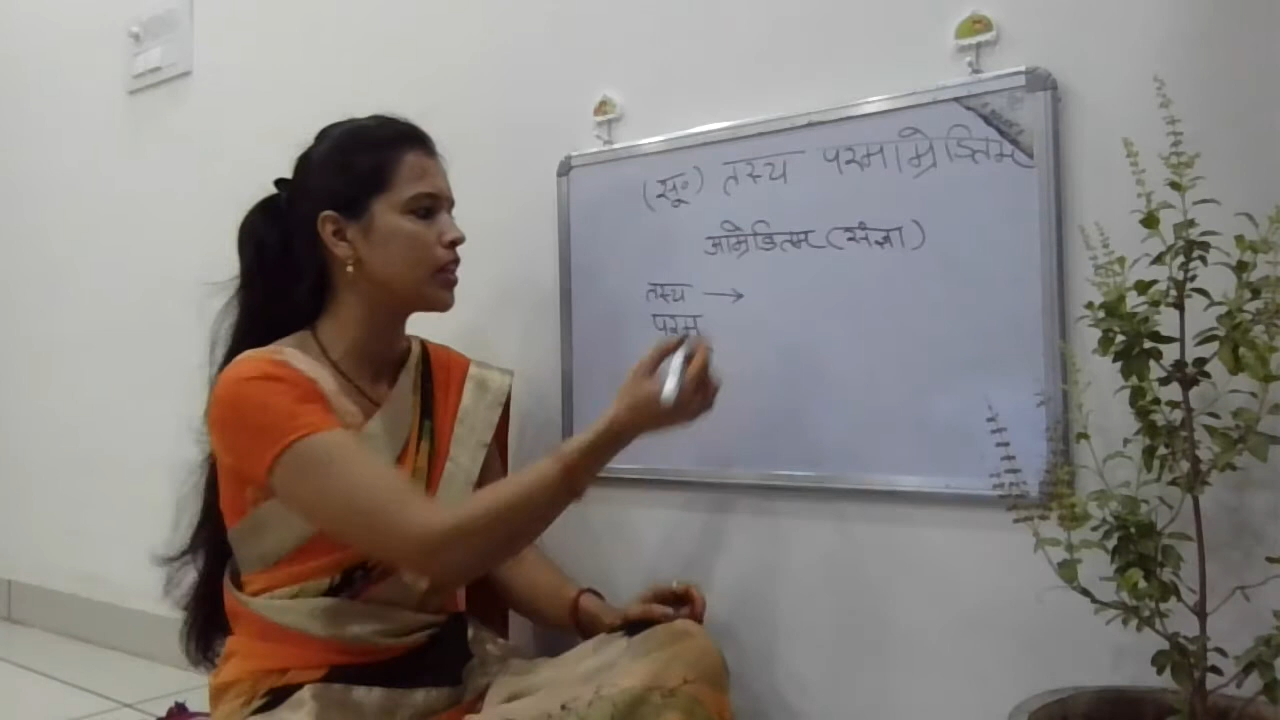 (सू०) तस्य परमाम्रेडितम
आम्रेडितम (संज्ञा)
तस्य →
परम